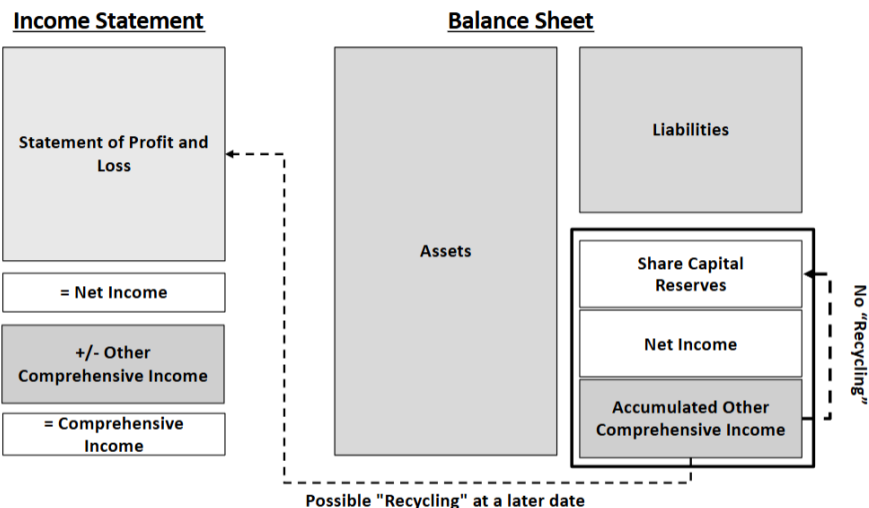 Income Statement
Balance Sheet
Statement of Profit and
Loss
= Net Income
+/- Other
Comprehensive Income
= Comprehensive
Income
Assets
Liabilities
Share Capital
Reserves
Net Income
Accumulated Other
Comprehensive Income
No “Recycling”
Possible "Recycling" at a later date